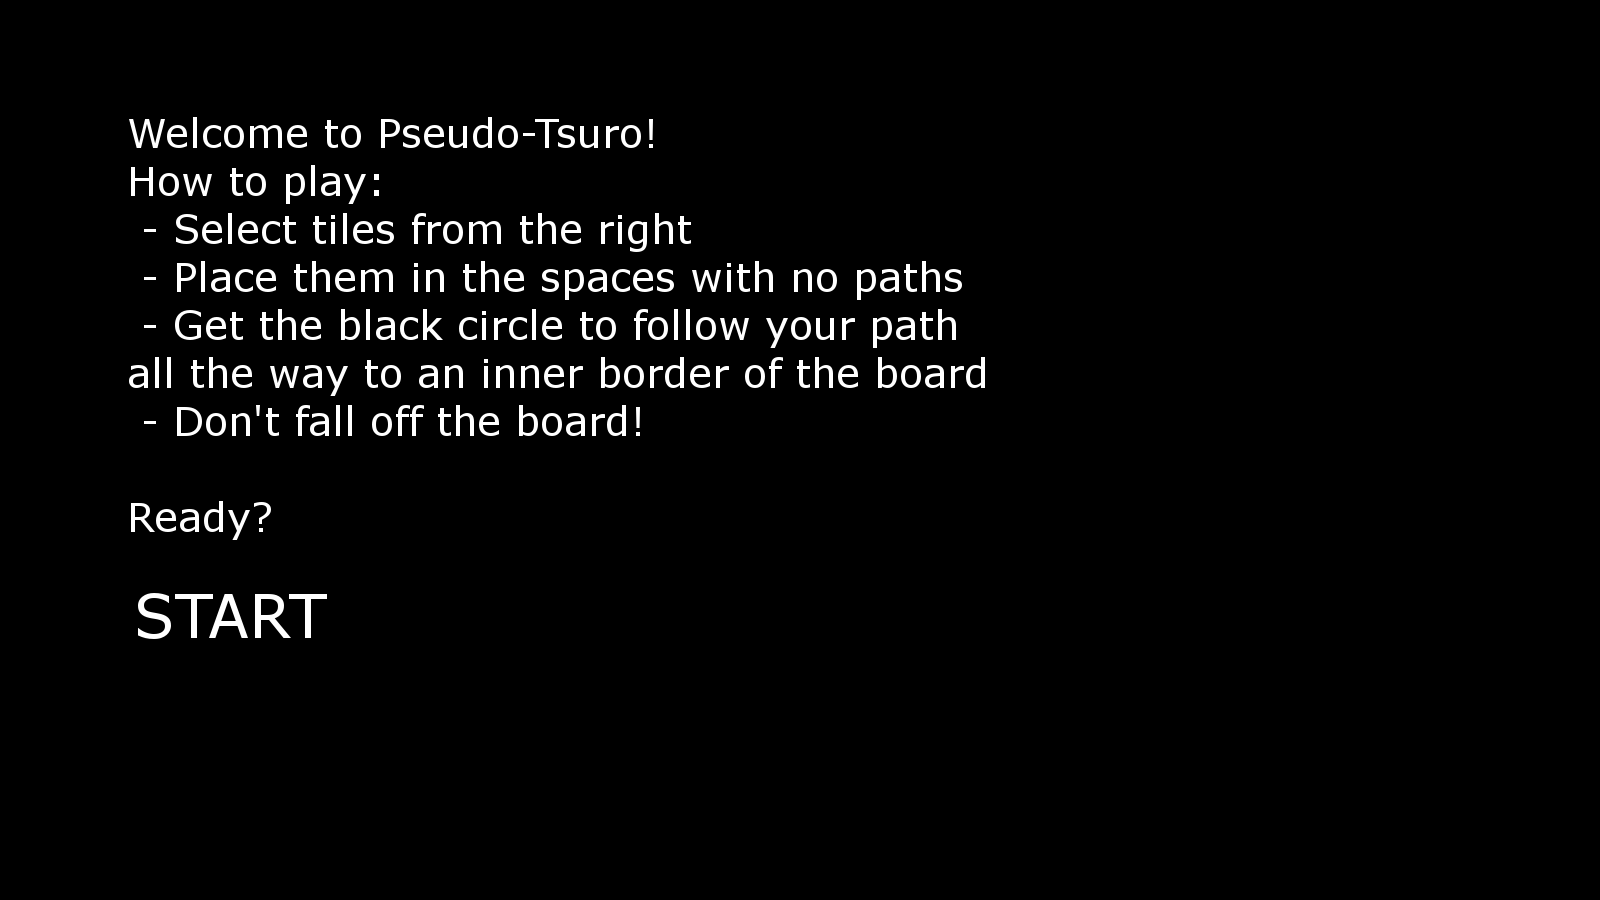 Welcome to Pseudo-Tsuro!
How to play:
- Select tiles from the right
- Place them in the spaces with no paths
- Get the black circle to follow your path
all the way to an inner border of the board
- Don't fall off the board!
Ready?
START